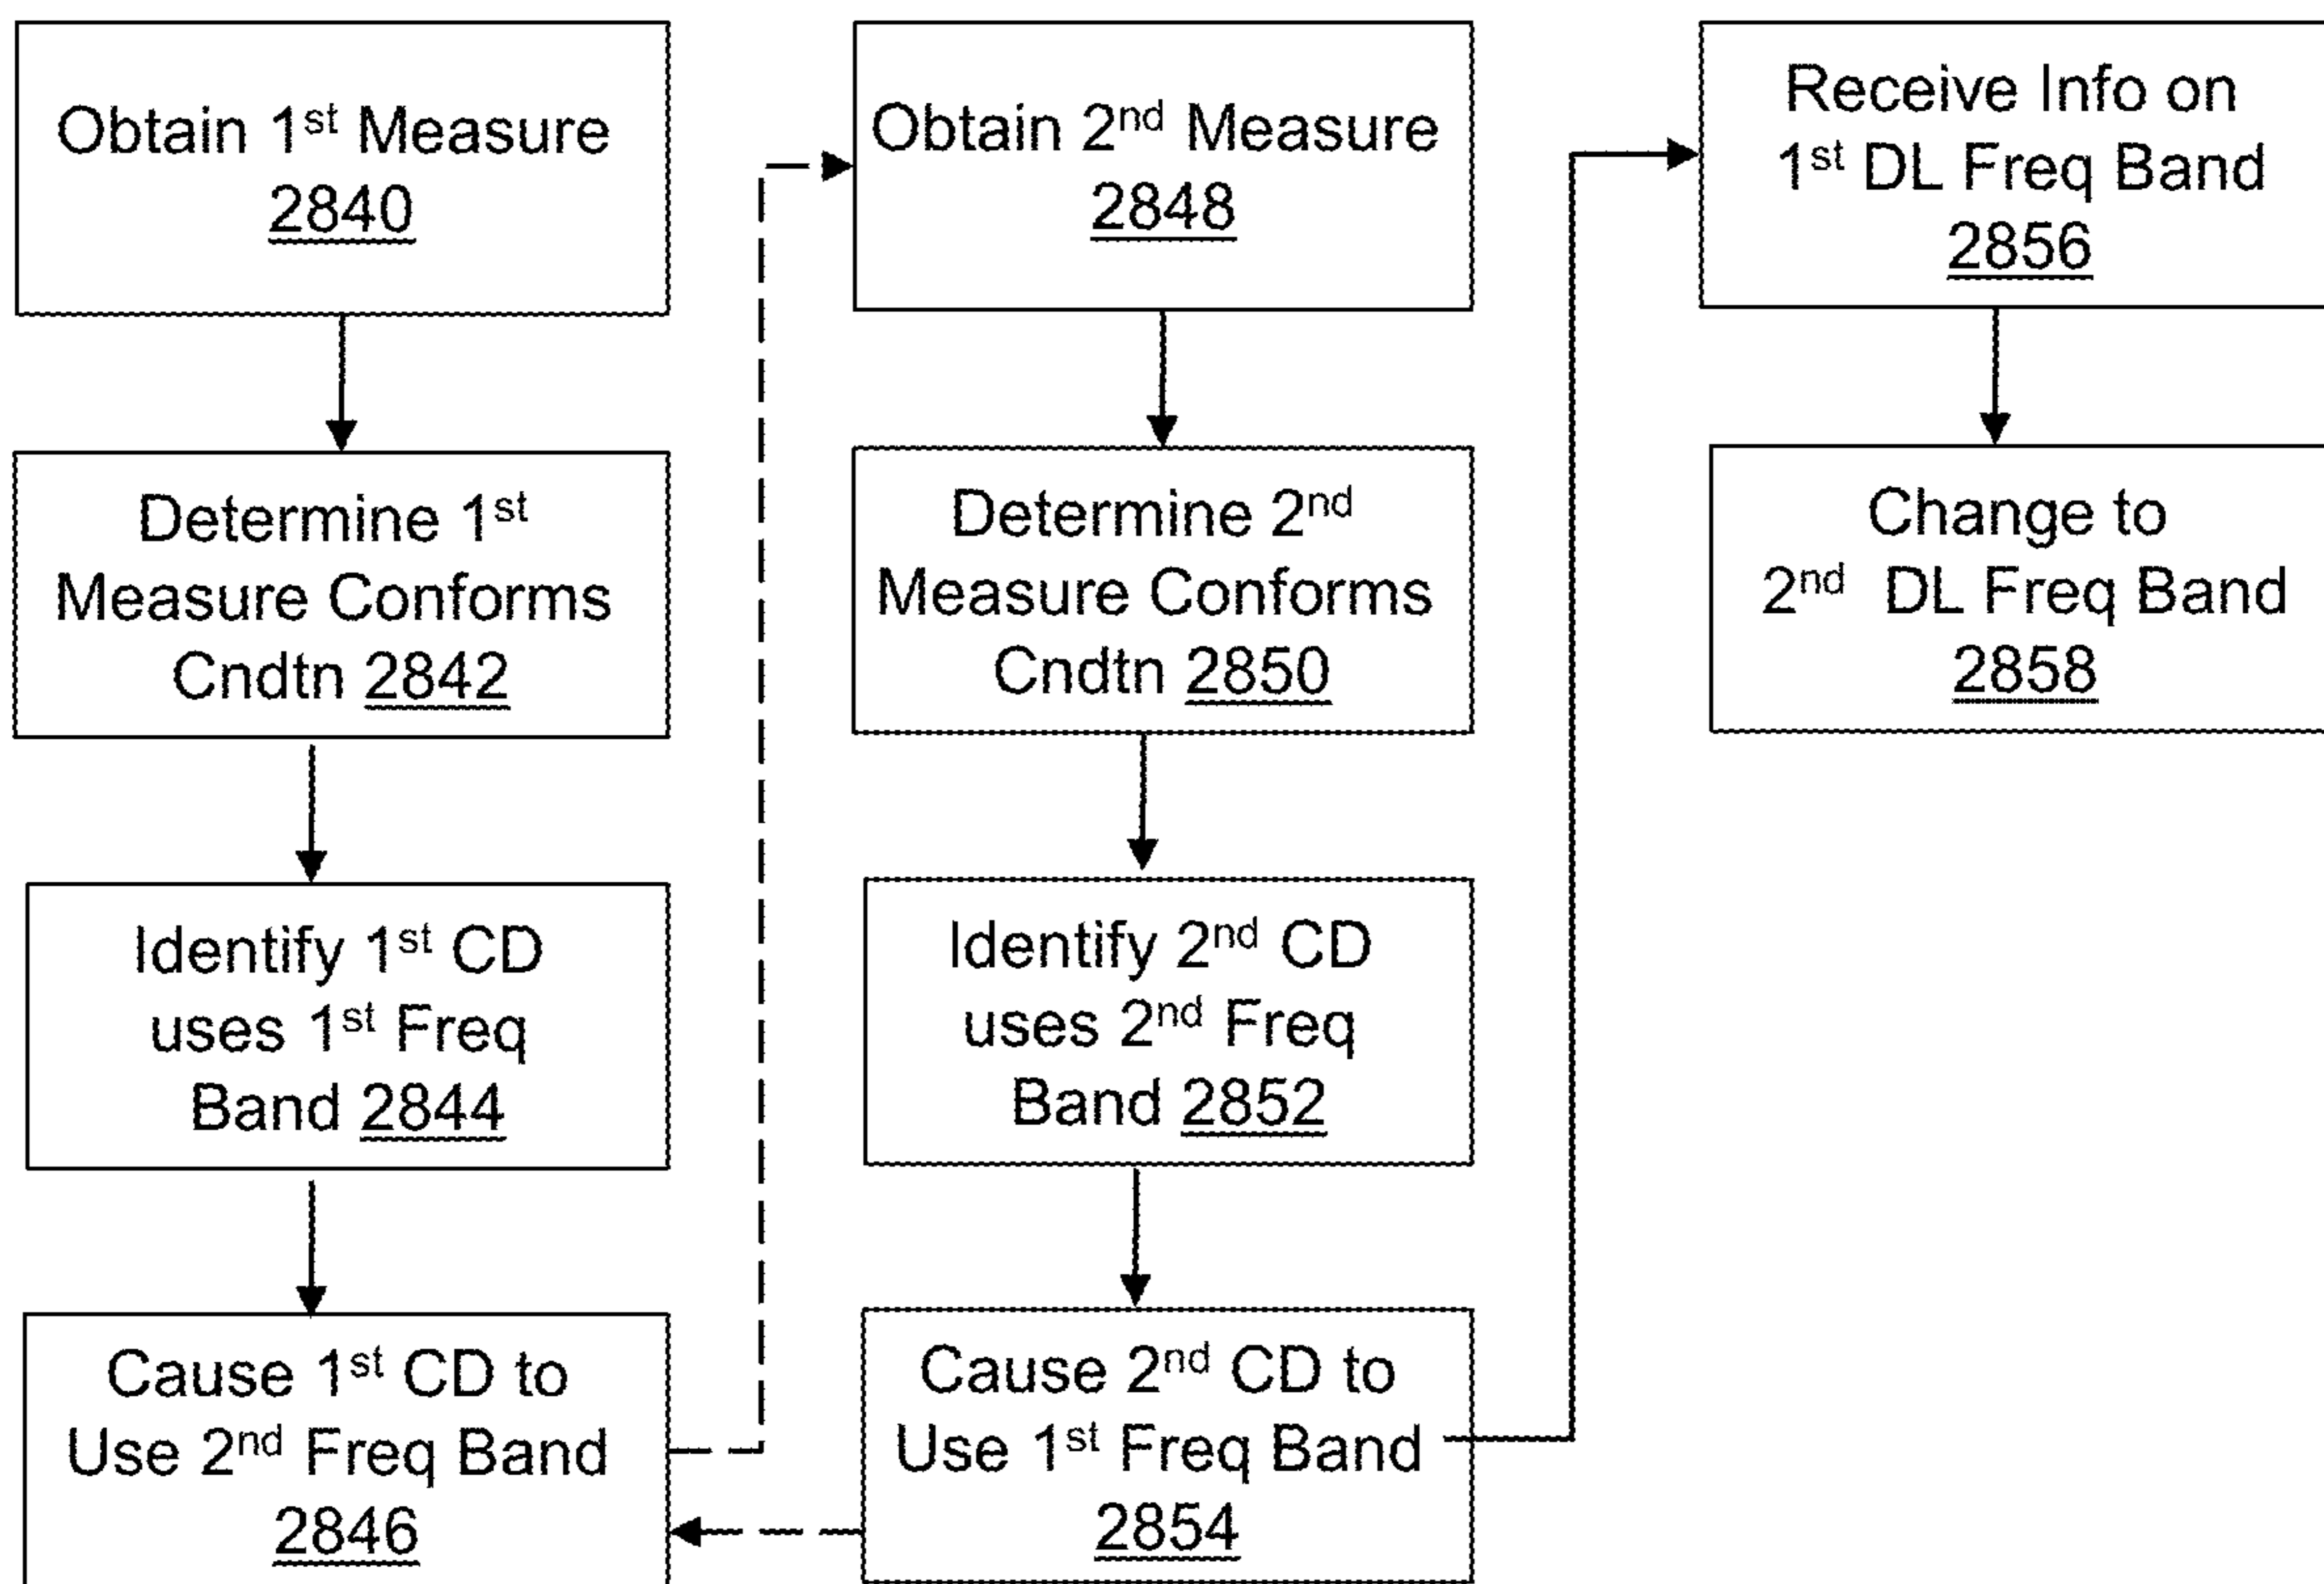 Obtain 1st Measure
2840
Determine 1st
Measure Conforms
Cndtn 2842
Identify 1st CD
uses 1st Freq
Band 2844
Cause 1st CD to
Use 2nd Freq Band
2846
Obtain 2nd Measure
2848
Determine 2nd
Measure Conforms
Cndtn 2850
Identify 2nd CD
uses 2nd Freq
Band 2852
Cause 2nd CD to
Use 1st Freq Band
2854
Receive Info on
1st DL Freq Band
2856
Change to
2nd DL Freq Band
2858